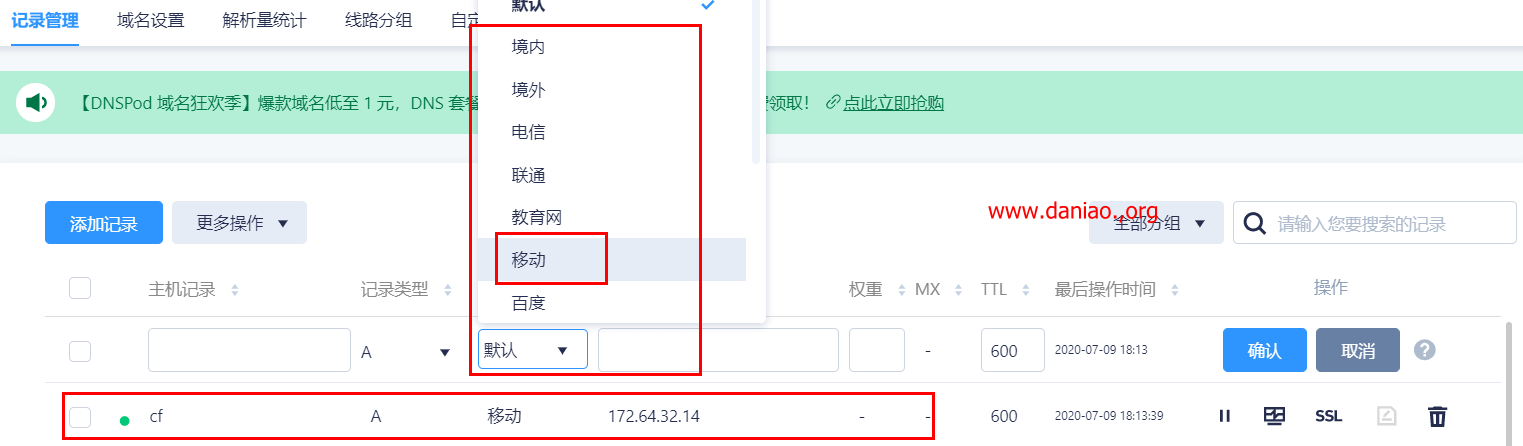 记录管理 域名设置 解析量统计 线路分组 自定
默认
境内
【DNSPod 域名狂欢季】爆款域名低至 1 元，DNS 套餐 领取！ 点此立即抢购
境外
电信
联通
教育网
www.daniao.org
添加记录 更多操作 全部分组 请输入您要搜索的记录
移动
主机记录 记录类型 权重 MX TTL 最后操作时间 操作
百度
A 默认 - 600 2020-07-09 18:13 确认 取消 ?
cf A 移动 172.64.32.14 - - 600 2020-07-09 18:13:39 SSL